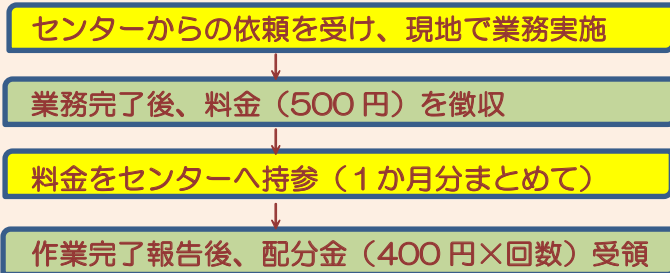 センターからの依頼を受け、現地で業務実施
業務完了後、料金（500円）を徴収
料金をセンターへ持参（１か月分まとめて）
作業完了報告後、配分金（400円×回数）受領